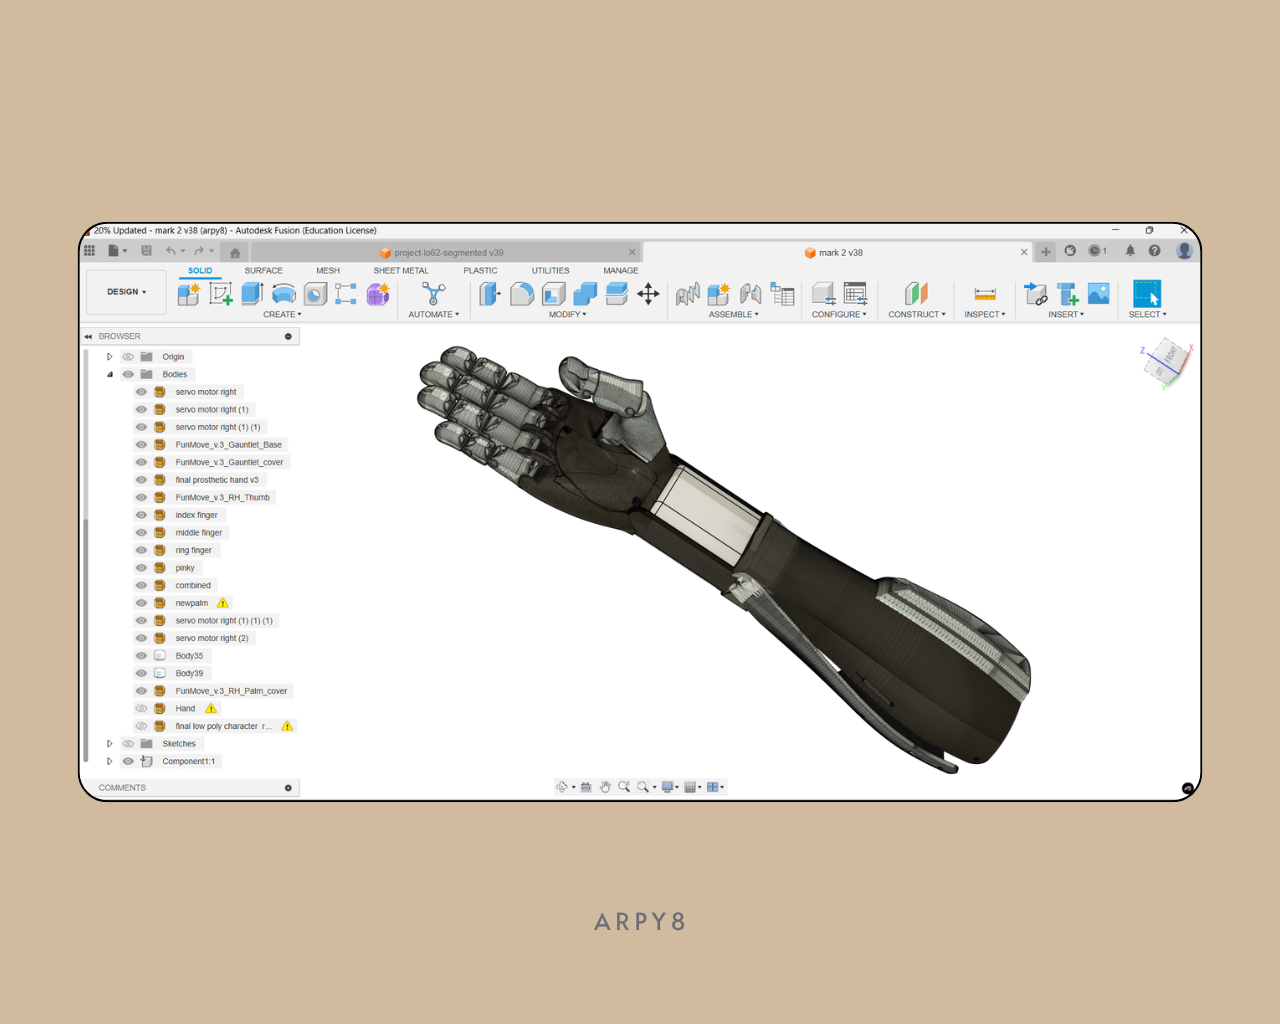 20% Updated - mark 2 v38 (arpy8) - Autodesk Fusion (Education License)
project-lo62-segmented v39
mark 2 v38
1
SOLID SURFACE MESH SHEET METAL PLASTIC UTILITIES MANAGE
DESIGN
CREATE AUTOMATE MODIFY ASSEMBLE CONFIGURE CONSTRUCT INSPECT INSERT SELECT
BROWSER
Z FRONT X
Origin
Bodies
servo motor right
servo motor right (1)
servo motor right (1) (1)
FunMove_v.3_Gauntlet_Base
FunMove_v.3_Gauntlet_cover
final prosthetic hand v3
FunMove_v.3_RH_Thumb
index finger
middle finger
ring finger
pinky
combined
newpalm
servo motor right (1) (1) (1)
servo motor right (2)
Body35
Body39
FunMove_v.3_RH_Palm_cover
Hand
final low poly character r...
Sketches
Component1:1
COMMENTS
ARPY8